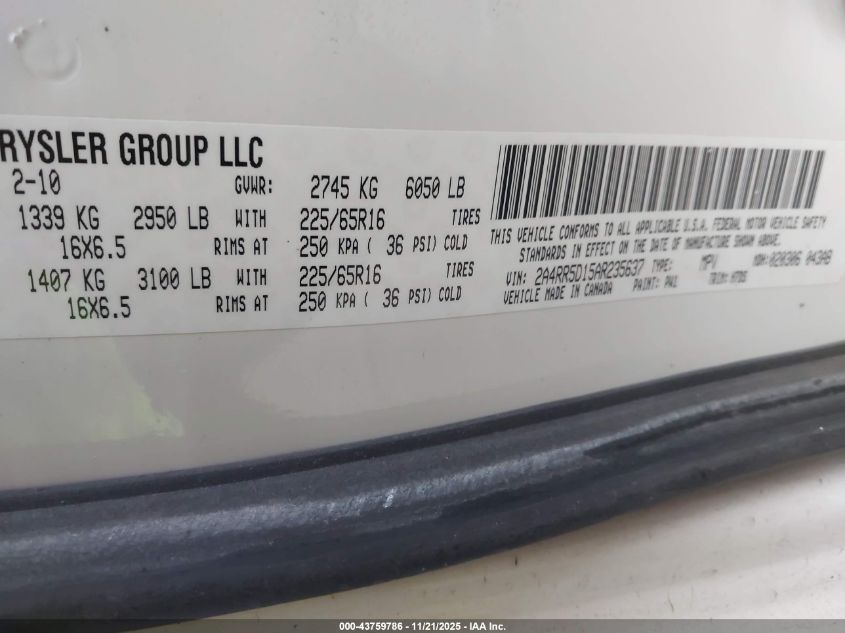 RYSLER GROUP LLC
2-10 GVWR: 2745 KG 6050 LB
1339 KG 2950 LB WITH 225/65R16 TIRES
16X6.5 RIMS AT 250 KPA ( 36 PSI) COLD
1407 KG 3100 LB WITH 225/65R16 TIRES
16X6.5 RIMS AT 250 KPA ( 36 PSI) COLD
THIS VEHICLE CONFORMS TO ALL APPLICABLE U.S.A. FEDERAL MOTOR VEHICLE SAFETY
STANDARDS IN EFFECT ON THE DATE OF MANUFACTURE SHOWN ABOVE.
VIN: 2A4RR5D15AR235637 TYPE: MPV MDH: 020306 043AB
VEHICLE MADE IN CANADA PAINT: PW1 TRIM:
000-43759786 - 11/21/2025 - IAA Inc.